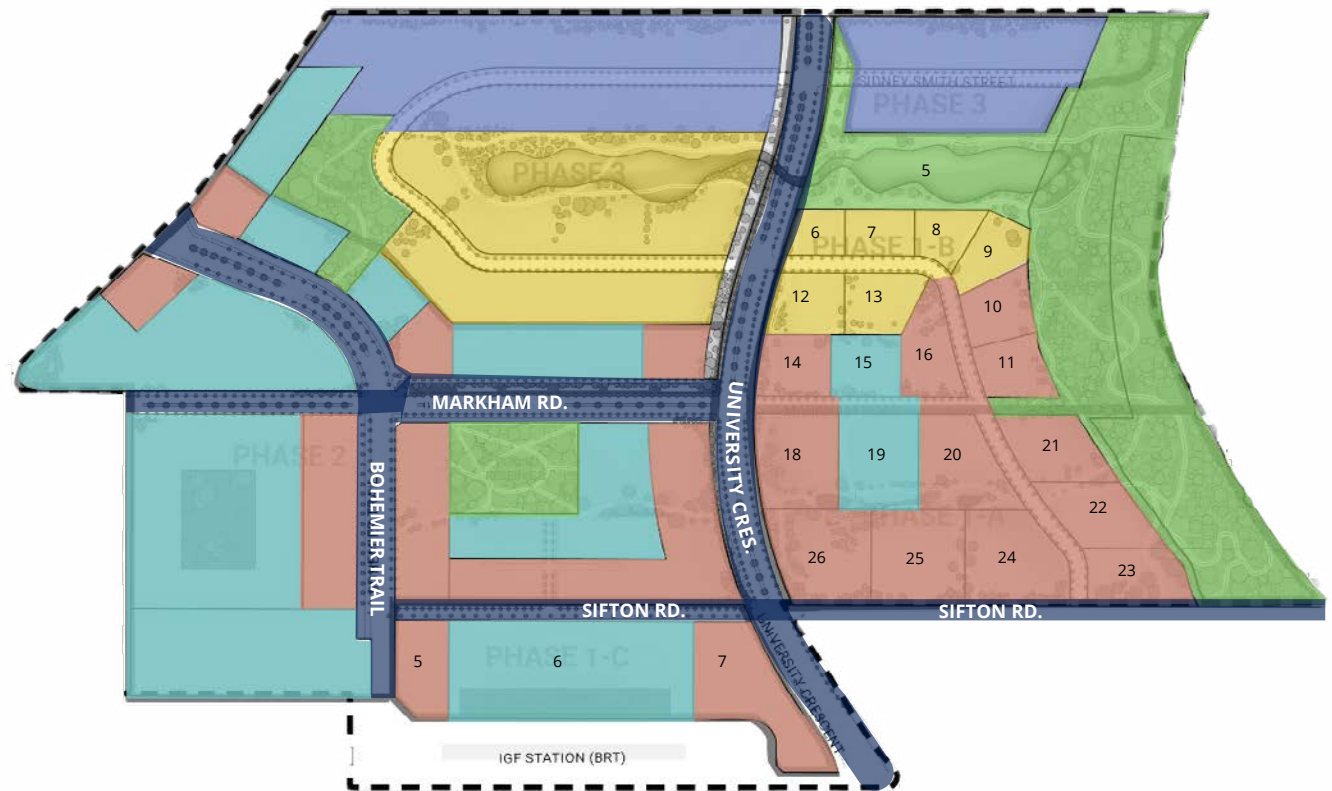 SIDNEY SMITH STREET
PHASE 3
PHASE 3
5
6
7
8
PHASE 1-B
9
12
13
10
14
15
16
11
MARKHAM RD.
UNIVERSITY CRES.
PHASE 2
BOHEMIER TRAIL
18
19
20
21
22
PHASE 1-A
26
25
24
23
SIFTON RD.
SIFTON RD.
UNIVERSITY CRESCENT
PHASE 1-C
5
6
7
IGF STATION (BRT)